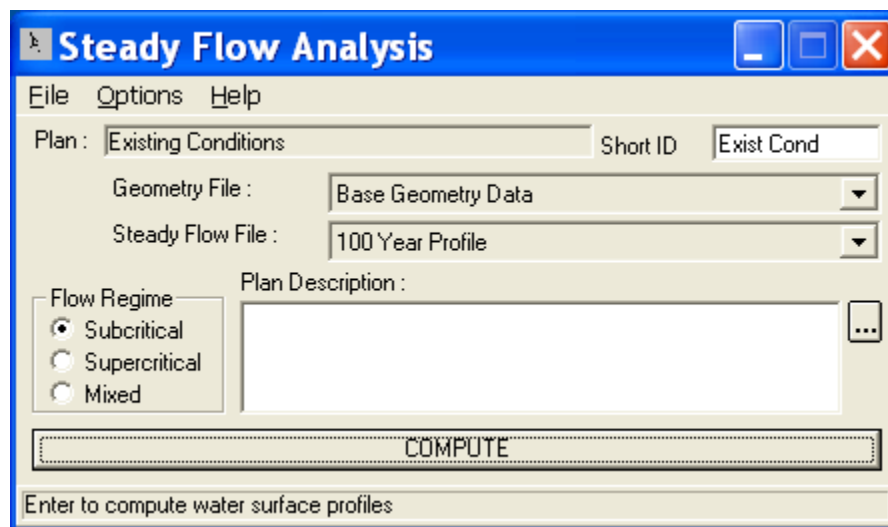 Steady Flow Analysis
File Options Help
Plan : Existing Conditions Short ID Exist Cond
Geometry File : Base Geometry Data
Steady Flow File : 100 Year Profile
Plan Description :
Flow Regime
Subcritical
Supercritical
Mixed
...
COMPUTE
Enter to compute water surface profiles